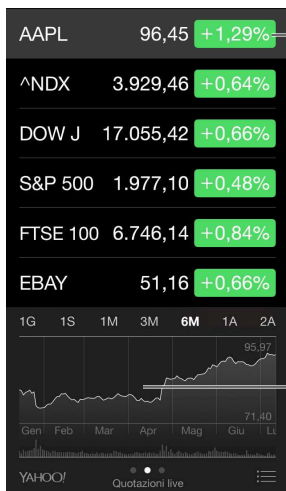 AAPL 96,45 +1,29%
^NDX 3.929,46 +0,64%
DOW J 17.055,42 +0,66%
S&P 500 1.977,10 +0,48%
FTSE 100 6.746,14 +0,84%
EBAY 51,16 +0,66%
1G 1S 1M 3M 6M 1A 2A
95,97
71,40
Gen Feb Mar Apr Mag Giu Lu
YAHOO!
Quotazioni live